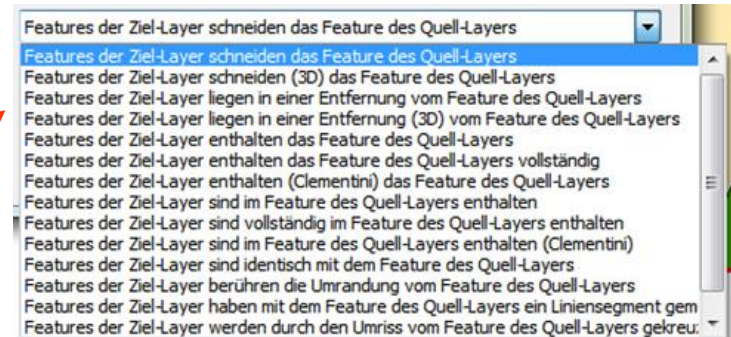 Features der Ziel-Layer schneiden das Feature des Quell-Layers
Features der Ziel-Layer schneiden das Feature des Quell-Layers
Features der Ziel-Layer schneiden (3D) das Feature des Quell-Layers
Features der Ziel-Layer liegen in einer Entfernung vom Feature des Quell-Layers
Features der Ziel-Layer liegen in einer Entfernung (3D) vom Feature des Quell-Layers
Features der Ziel-Layer enthalten das Feature des Quell-Layers
Features der Ziel-Layer enthalten das Feature des Quell-Layers vollständig
Features der Ziel-Layer enthalten (Clementini) das Feature des Quell-Layers
Features der Ziel-Layer sind im Feature des Quell-Layers enthalten
Features der Ziel-Layer sind vollständig im Feature des Quell-Layers enthalten
Features der Ziel-Layer sind im Feature des Quell-Layers enthalten (Clementini)
Features der Ziel-Layer sind identisch mit dem Feature des Quell-Layers
Features der Ziel-Layer berühren die Umrandung vom Feature des Quell-Layers
Features der Ziel-Layer haben mit dem Feature des Quell-Layers ein Liniensegment gem
Features der Ziel-Layer werden durch den Umriss vom Feature des Quell-Layers gekreuz